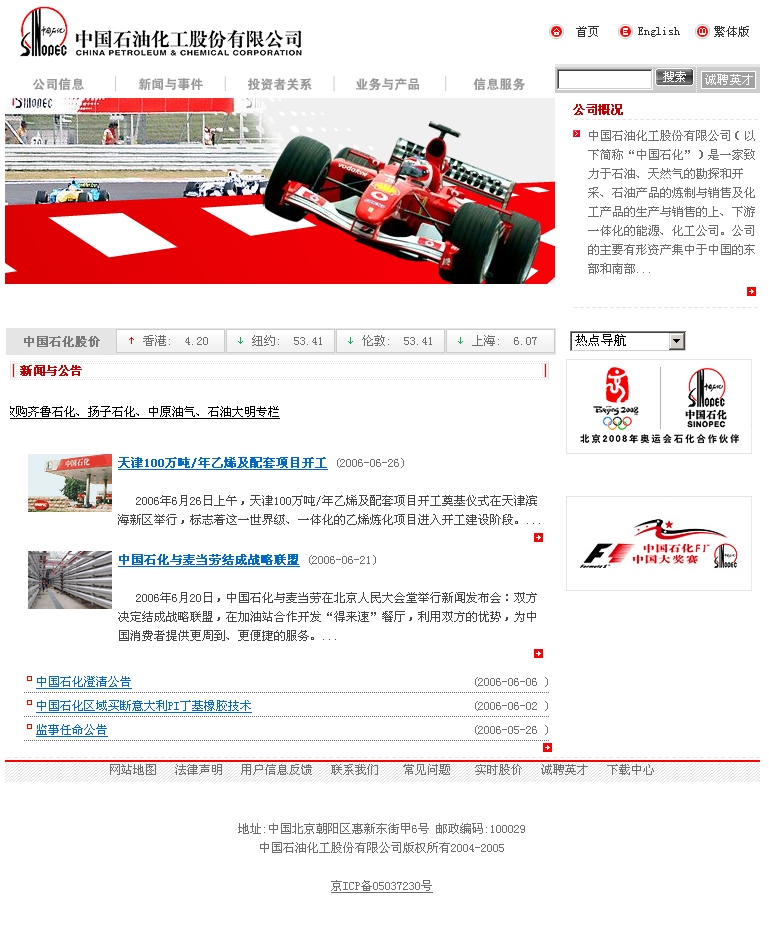 SINOPEC
中国石油化工股份有限公司
CHINA PETROLEUM & CHEMICAL CORPORATION
首页 English 繁体版
公司信息 新闻与事件 投资者关系 业务与产品 信息服务
搜索 诚聘英才
vodafone
公司概况
中国石油化工股份有限公司（以
下简称“中国石化”）是一家致
力于石油、天然气的勘探和开
采、石油产品的炼制与销售及化
工产品的生产与销售的上、下游
一体化的能源、化工公司。公司
的主要有形资产集中于中国的东
部和南部...
中国石化股价 香港: 4.20 纽约: 53.41 伦敦: 53.41 上海: 6.07
热点导航
新闻与公告
收购齐鲁石化、扬子石化、中原油气、石油大明专栏
Beijing 2008
中国石化
SINOPEC
北京2008年奥运会石化合作伙伴
天津100万吨/年乙烯及配套项目开工 (2006-06-26)
2006年6月26日上午，天津100万吨/年乙烯及配套项目开工奠基仪式在天津滨
海新区举行，标志着这一世界级、一体化的乙烯炼化项目进入开工建设阶段。...
F1
Formula 1
中国石化F1
中国大奖赛
中国石化与麦当劳结成战略联盟 (2006-06-21)
2006年6月20日，中国石化与麦当劳在北京人民大会堂举行新闻发布会：双方
决定结成战略联盟，在加油站合作开发“得来速”餐厅，利用双方的优势，为中
国消费者提供更周到、更便捷的服务。...
中国石化澄清公告 (2006-06-06 )
中国石化区域买断意大利PI丁基橡胶技术 (2006-06-02 )
监事任命公告 (2006-05-26 )
网站地图 法律声明 用户信息反馈 联系我们 常见问题 实时股价 诚聘英才 下载中心
地址:中国北京朝阳区惠新东街甲6号 邮政编码:100029
中国石油化工股份有限公司版权所有2004-2005
京ICP备05037230号